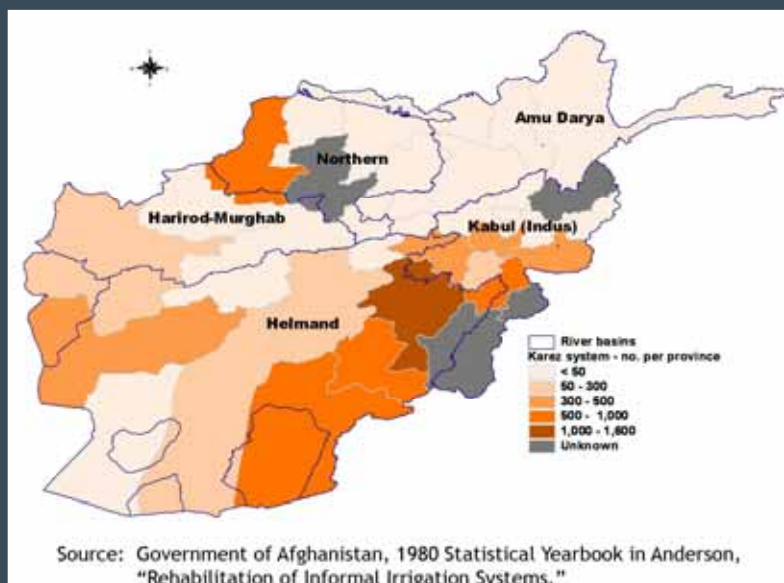 Amu Darya
Northern
Harirod-Murghab
Kabul (Indus)
Helmand
River basins
Karez system - no. per province
< 50
50 - 300
300 - 500
500 - 1,000
1,000 - 1,600
Unknown
Source: Government of Afghanistan, 1980 Statistical Yearbook in Anderson,
"Rehabilitation of Informal Irrigation Systems."